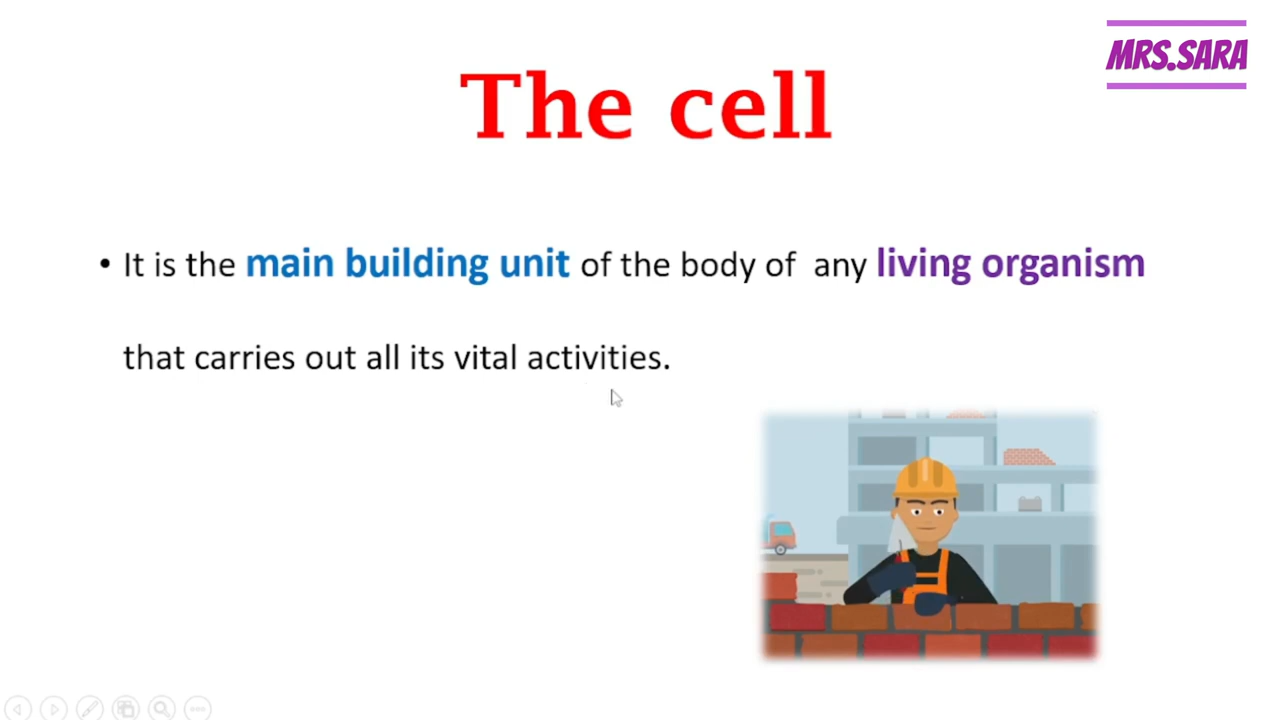 MRS.SARA
The cell
• It is the main building unit of the body of any living organism
that carries out all its vital activities.